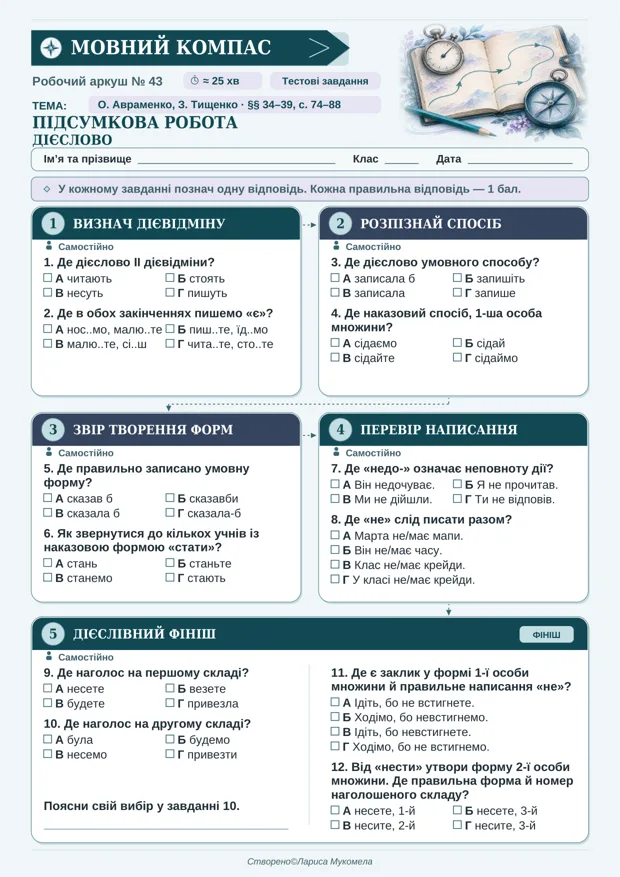 МОВНИЙ КОМПАС
Робочий аркуш № 43
≈ 25 хв
Тестові завдання
ТЕМА:
О. Авраменко, З. Тищенко · §§ 34–39, с. 74–88
ПІДСУМКОВА РОБОТА
ДІЄСЛОВО
Ім’я та прізвище ____ Клас ____ Дата ____
У кожному завданні познач одну відповідь. Кожна правильна відповідь — 1 бал.
1 ВИЗНАЧ ДІЄВІДМІНУ
Самостійно
1. Де дієслово II дієвідміни?
А читають Б стоять
В несуть Г пишуть
2. Де в обох закінченнях пишемо «є»?
А нос..мо, малю..те Б пиш..те, їд..мо
В малю..те, сі..ш Г чита..те, сто..те
2 РОЗПІЗНАЙ СПОСІБ
Самостійно
3. Де дієслово умовного способу?
А записала б Б запишіть
В записала Г запише
4. Де наказовий спосіб, 1-ша особа
множини?
А сідаємо Б сідай
В сідайте Г сідаймо
3 ЗВІР ТВОРЕННЯ ФОРМ
Самостійно
5. Де правильно записано умовну
форму?
А сказав б Б сказавби
В сказала б Г сказала-б
6. Як звернутися до кількох учнів із
наказовою формою «стати»?
А стань Б станьте
В станемо Г стають
4 ПЕРЕВІР НАПИСАННЯ
Самостійно
7. Де «недо-» означає неповноту дії?
А Він недочуває. Б Я не прочитав.
В Ми не дійшли. Г Ти не відповів.
8. Де «не» слід писати разом?
А Марта не/має мапи.
Б Він не/має часу.
В Клас не/має крейди.
Г У класі не/має крейди.
5 ДІЄСЛІВНИЙ ФІНІШ
ФІНІШ
Самостійно
9. Де наголос на першому складі?
А несете Б везете
В будете Г привезла
10. Де наголос на другому складі?
А була Б будемо
В несемо Г привезти
Поясни свій вибір у завданні 10.
11. Де є заклик у формі 1-ї особи
множини й правильне написання «не»?
А Ідіть, бо не встигнете.
Б Ходімо, бо невстигнемо.
В Ідіть, бо невстигнете.
Г Ходімо, бо не встигнемо.
12. Від «нести» утвори форму 2-ї особи
множини. Де правильна форма й номер
наголошеного складу?
А несете, 1-й Б несете, 3-й
В несите, 2-й Г несите, 3-й
Створено©Лариса Мукомела